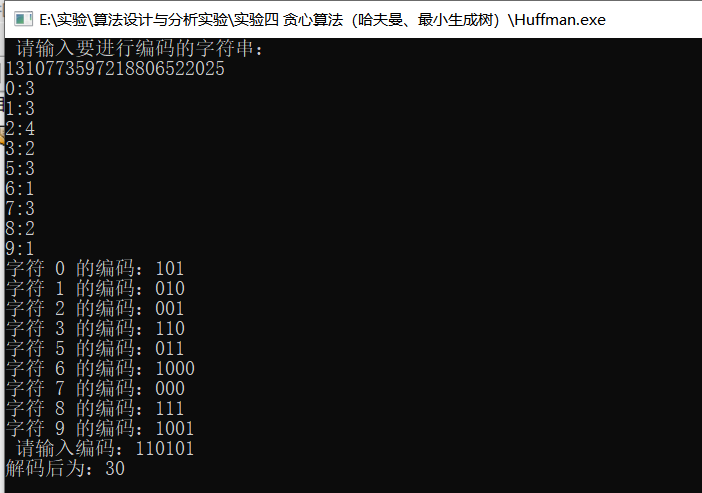 E:\实验\算法设计与分析实验\实验四 贪心算法（哈夫曼、最小生成树）\Huffman.exe
请输入要进行编码的字符串：
1310773597218806522025
0:3
1:3
2:4
3:2
5:3
6:1
7:3
8:2
9:1
字符 0 的编码：101
字符 1 的编码：010
字符 2 的编码：001
字符 3 的编码：110
字符 5 的编码：011
字符 6 的编码：1000
字符 7 的编码：000
字符 8 的编码：111
字符 9 的编码：1001
请输入编码：110101
解码后为：30